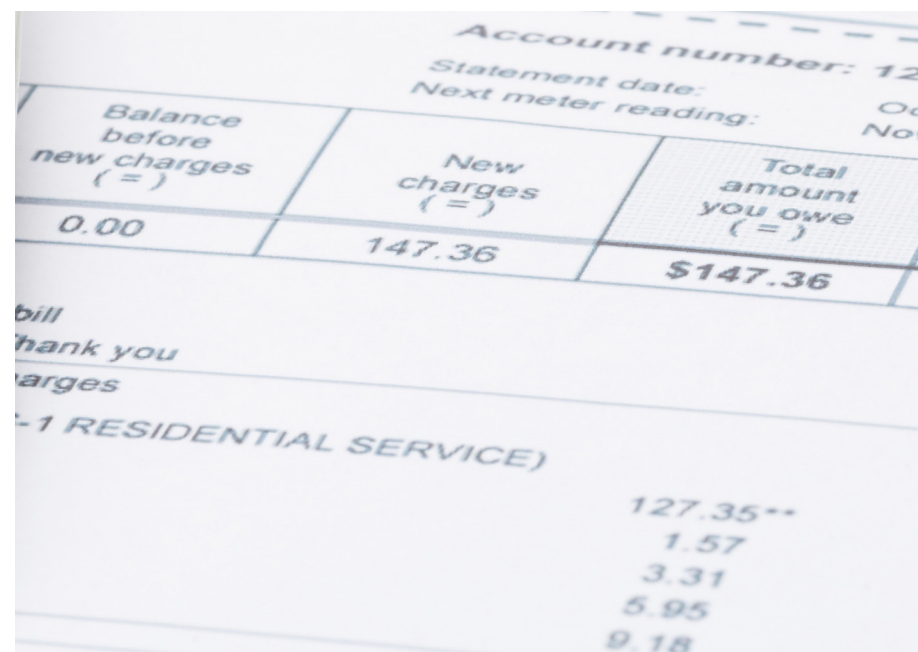 Account number: 12
Statement date: Oc
Next meter reading: No
Balance before new charges (=)
New charges (=)
Total amount you owe (=)
0.00 147.36 $147.36
bill
hank you
arges
-1 RESIDENTIAL SERVICE)
127.35**
1.57
3.31
5.95
9.18